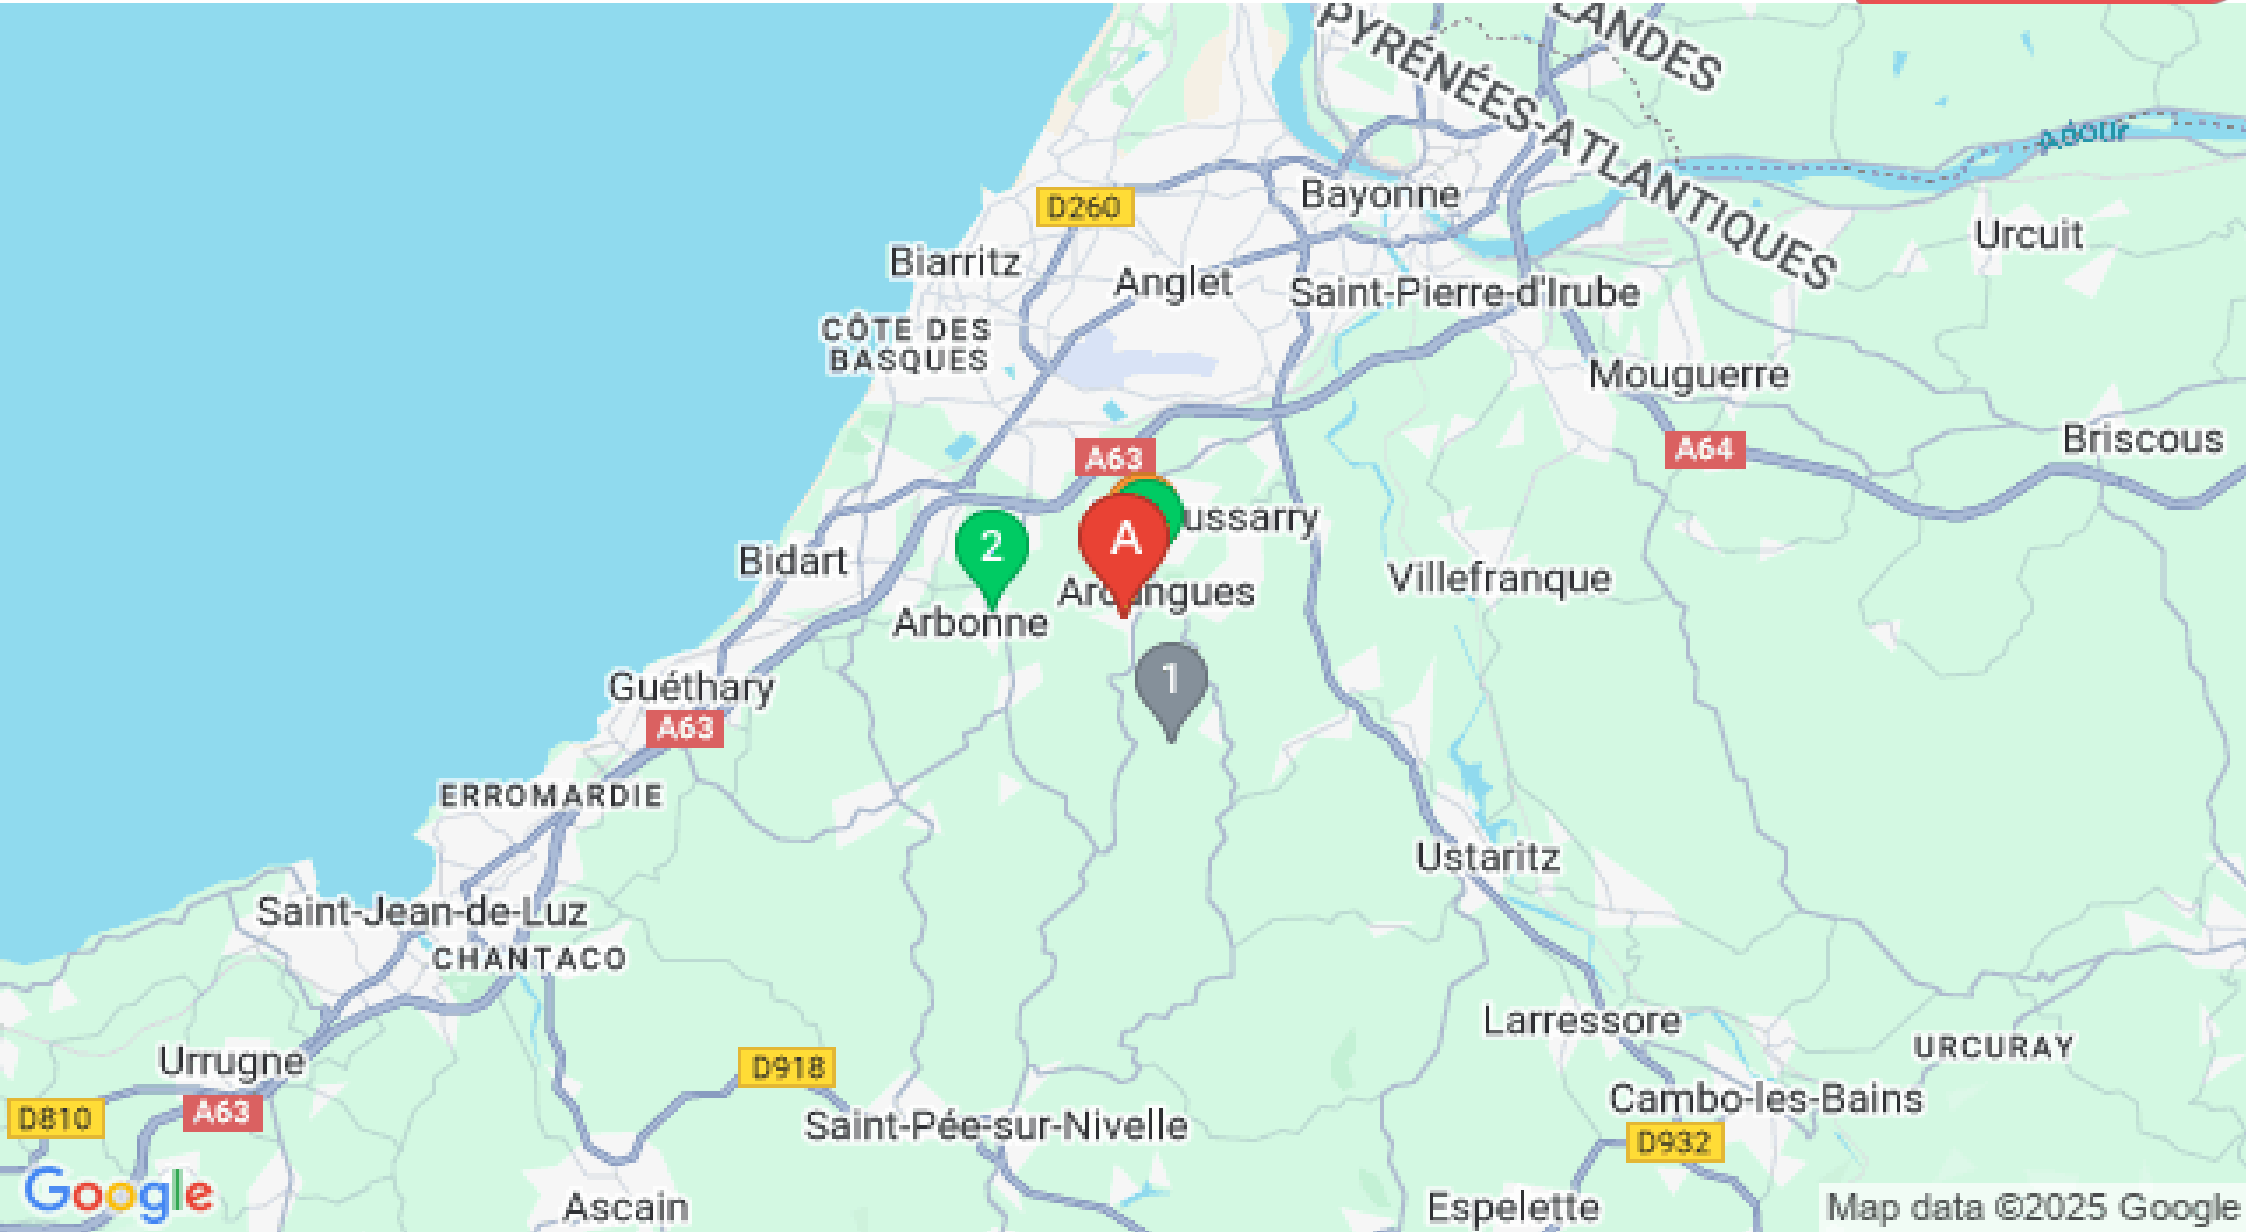 LANDES
PYRÉNÉES-ATLANTIQUES
Adour
D260
Bayonne
Urcuit
Biarritz
Anglet
Saint-Pierre-d'Irube
CÔTE DES
BASQUES
Mouguerre
A63
A64
Briscous
2
A
ussarry
Bidart
Villefranque
Arbonne
1
Guéthary
A63
ERROMARDIE
Ustaritz
Saint-Jean-de-Luz
CHANTACO
Larressore
URCURAY
Urrugne
D918
Cambo-les-Bains
D810
A63
Saint-Pée-sur-Nivelle
D932
Google
Ascain
Espelette
Map data ©2025 Google